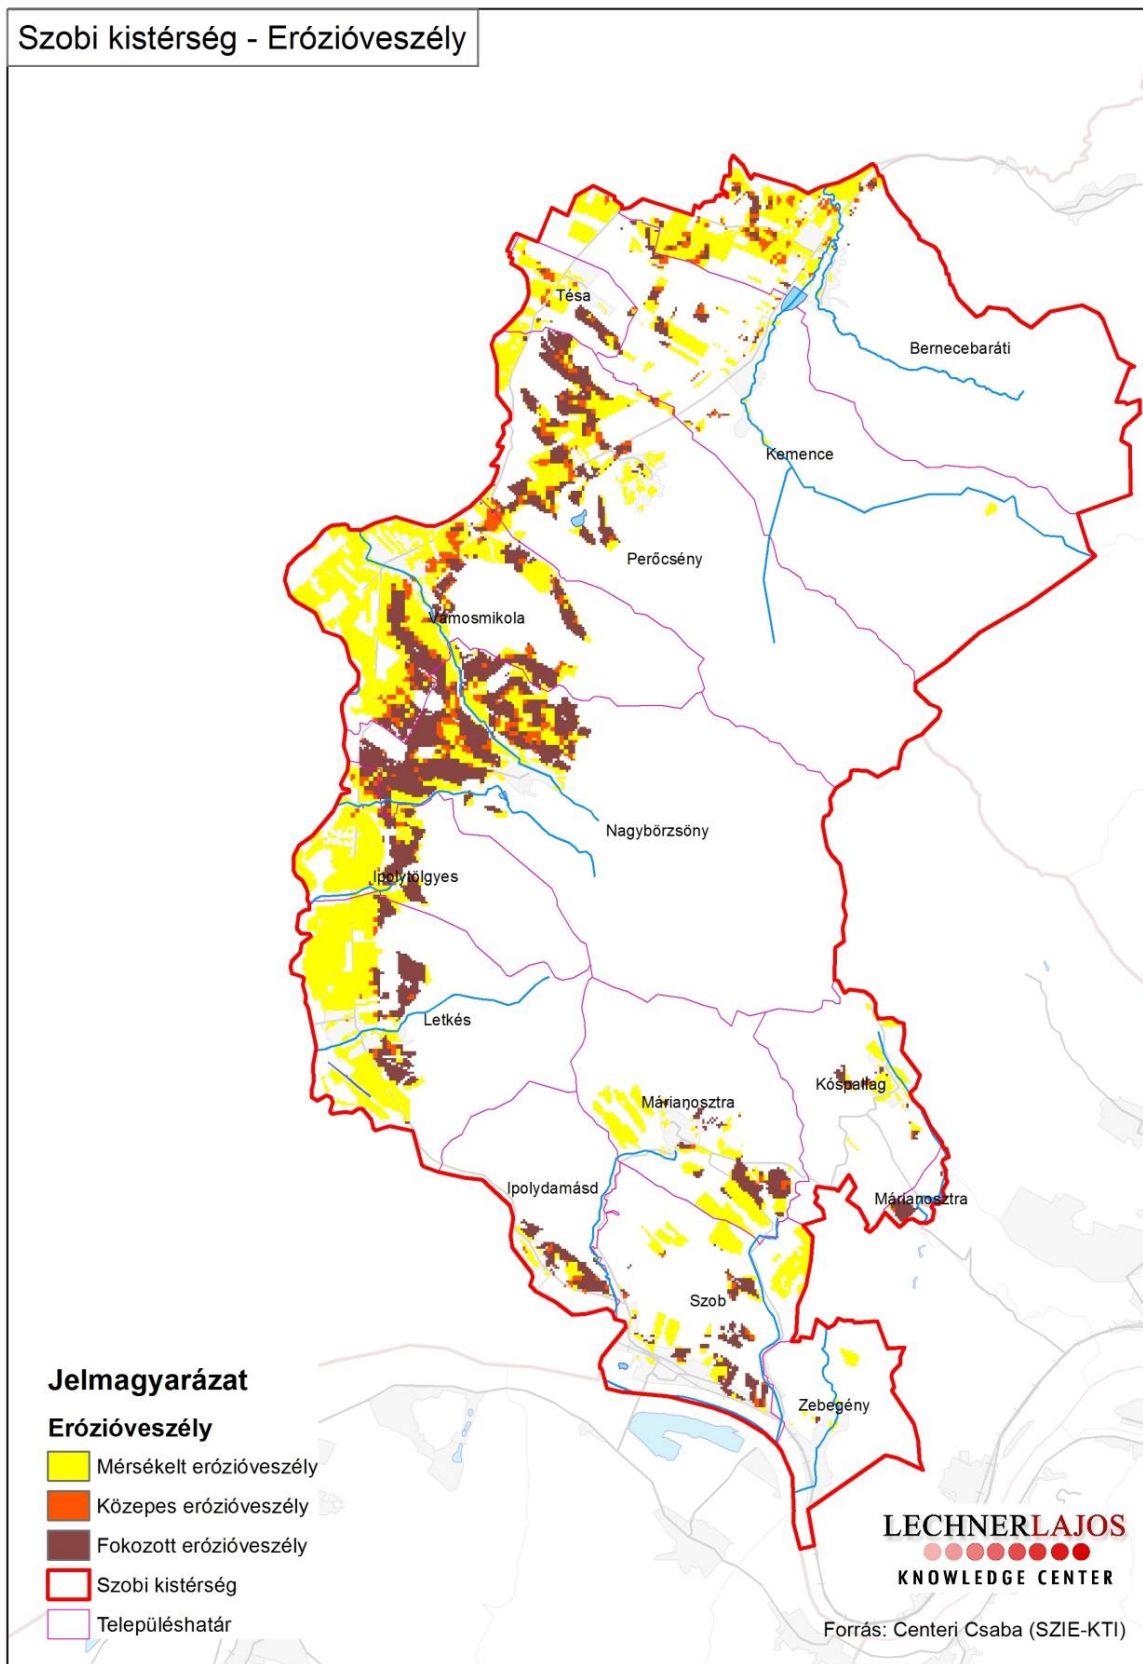 Szobi kistérség - Erózióveszély
Tésa
Bernecebaráti
Kemence
Perőcsény
Vámosmikola
Nagybörzsöny
Ipolytölgyes
Letkés
Kóspallag
Márianosztra
Ipolydamásd
Márianosztra
Szob
Zebegény
Jelmagyarázat
Erózióveszély
Mérsékelt erózióveszély
Közepes erózióveszély
Fokozott erózióveszély
Szobi kistérség
Településhatár
LECHNERLAJOS
KNOWLEDGE CENTER
Forrás: Centeri Csaba (SZIE-KTI)